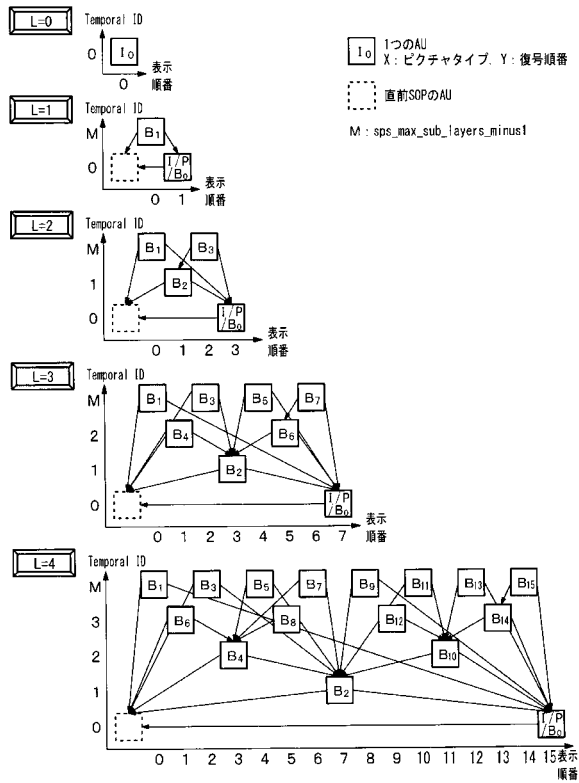 L=0
Temporal ID
0
I0
表示
順番
0
I0
1つのAU
X：ピクチャタイプ、Y：復号順番
直前SOPのAU
M：sps_max_sub_layers_minus1
L=1
Temporal ID
M
B1
0
I/P
/B0
表示
順番
0 1
L=2
Temporal ID
M
B1
B3
1
B2
0
I/P
/B0
表示
順番
0 1 2 3
L=3
Temporal ID
M
B1
B3
B5
B7
2
B4
B6
1
B2
0
I/P
/B0
表示
順番
0 1 2 3 4 5 6 7
L=4
Temporal ID
M
B1
B3
B5
B7
B9
B11
B13
B15
3
B6
B8
B12
B14
2
B4
B10
1
B2
0
I/P
/B0
0 1 2 3 4 5 6 7 8 9 10 11 12 13 14 15 表示
順番